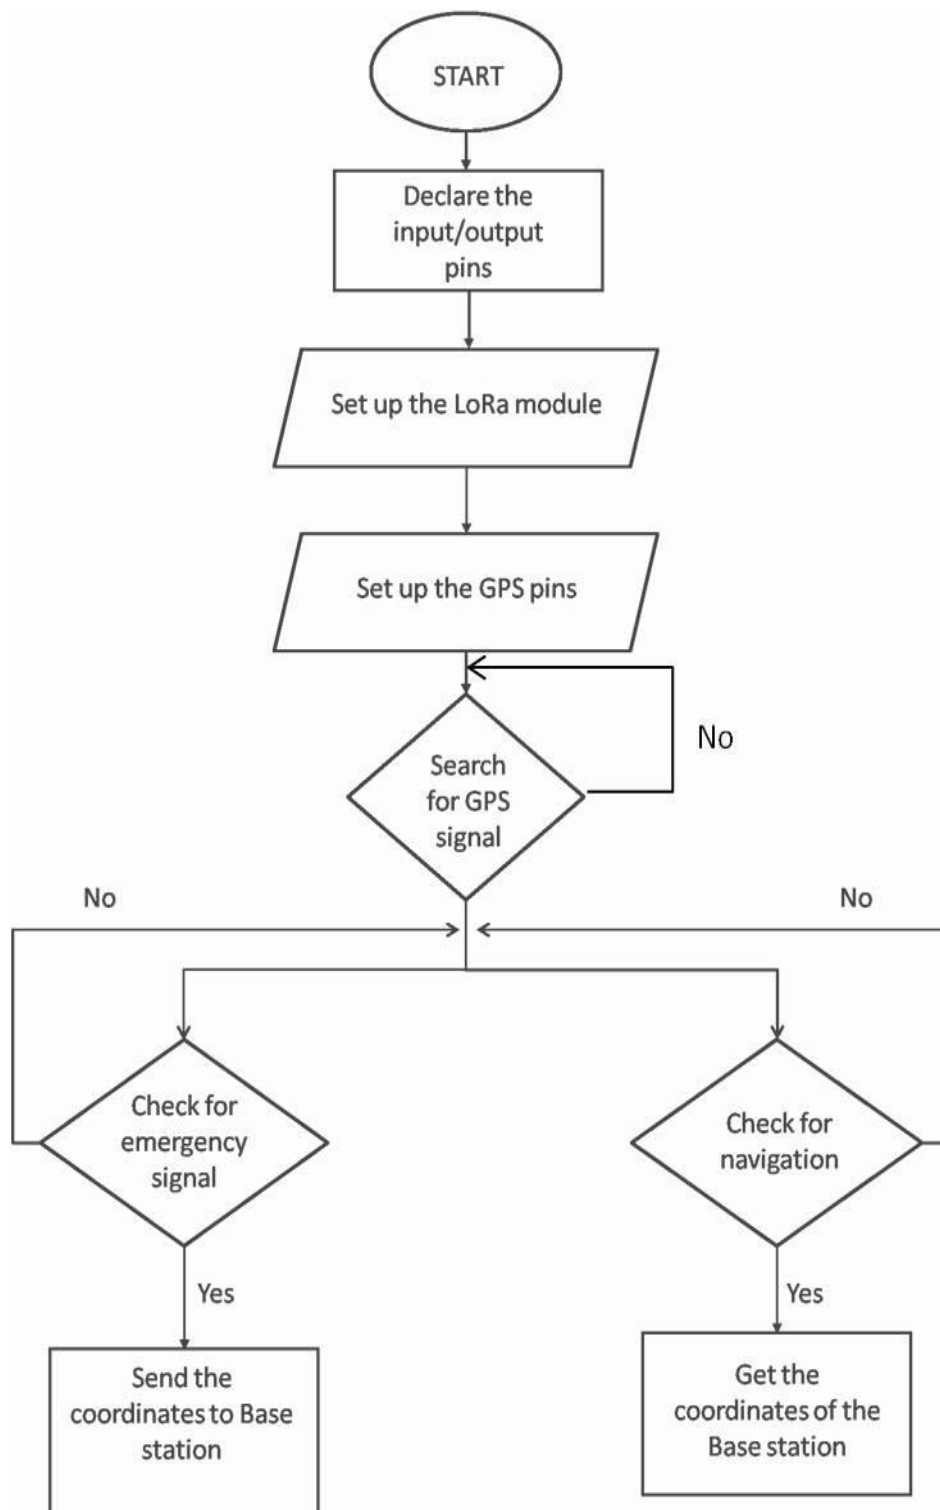 START
Declare the
input/output
pins
Set up the LoRa module
Set up the GPS pins
No
Search
for GPS
signal
No
No
Check for
emergency
signal
Check for
navigation
Yes
Yes
Send the
coordinates to Base
station
Get the
coordinates of the
Base station